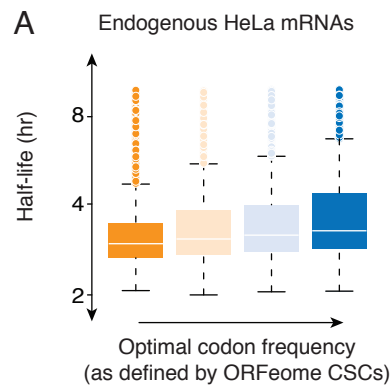 A
Endogenous HeLa mRNAs
Half-life (hr)
8
4
2
Optimal codon frequency
(as defined by ORFeome CSCs)